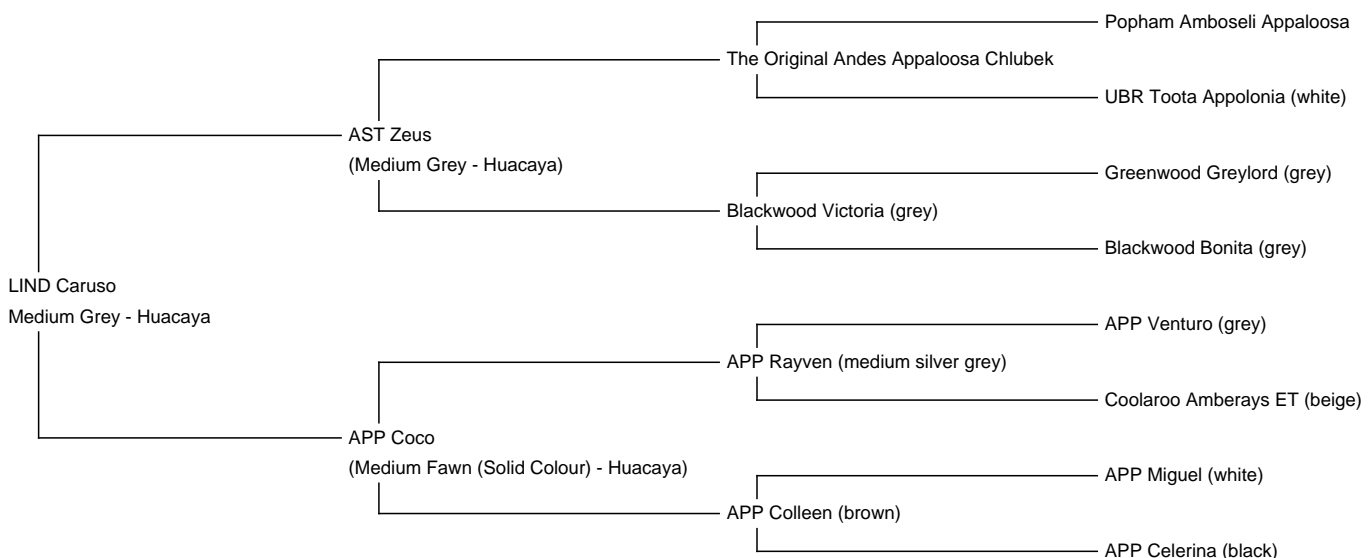 Popham Amboseli Appaloosa
The Original Andes Appaloosa Chlubek
UBR Toota Appolonia (white)
AST Zeus
(Medium Grey - Huacaya)
Greenwood Greylord (grey)
Blackwood Victoria (grey)
Blackwood Bonita (grey)
LIND Caruso
Medium Grey - Huacaya
APP Venturo (grey)
APP Rayven (medium silver grey)
Coolaroo Amberays ET (beige)
APP Coco
(Medium Fawn (Solid Colour) - Huacaya)
APP Miguel (white)
APP Colleen (brown)
APP Celerina (black)